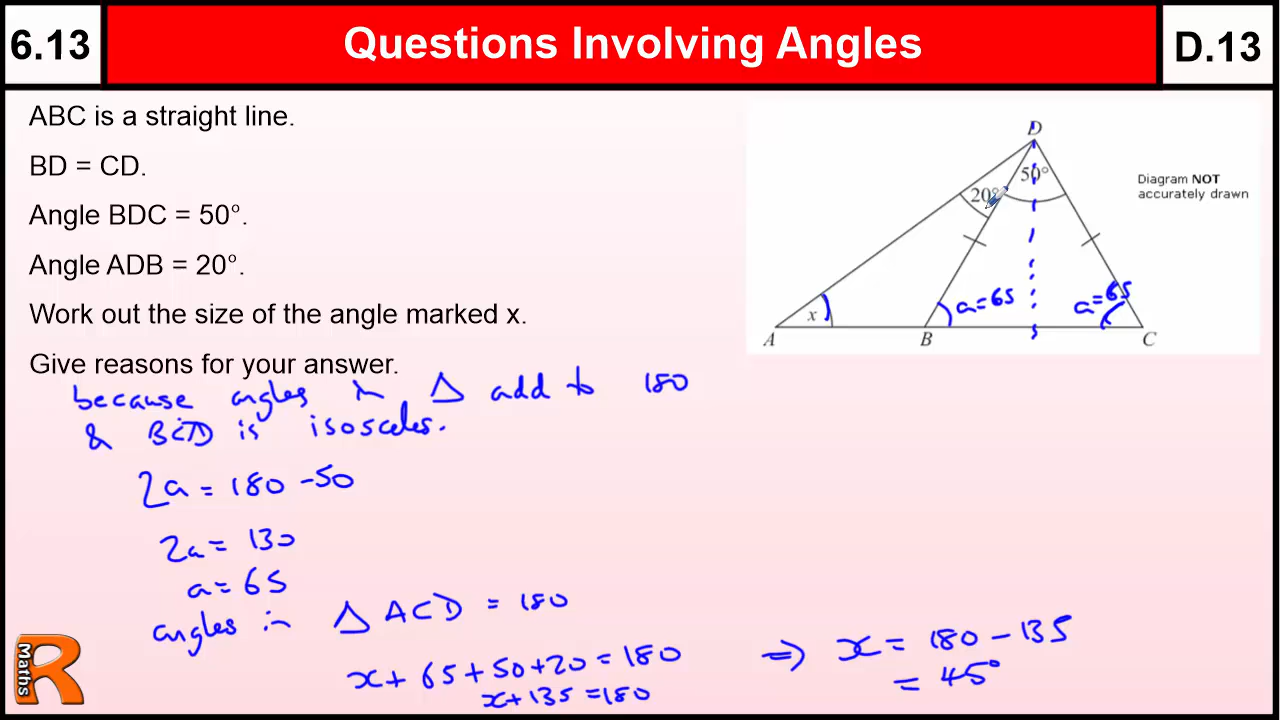 6.13
Questions Involving Angles
D.13
ABC is a straight line.
BD = CD.
Angle BDC = 50°.
Angle ADB = 20°.
Work out the size of the angle marked x.
Give reasons for your answer.
D
50°
20°
Diagram NOT
accurately drawn
a=65
a=65
x
A
B
C
because angles in Δ add to 180
& BCD is isosceles.
2a = 180 - 50
2a = 130
a = 65
angles in Δ ACD = 180
x + 65 + 50 + 20 = 180
x + 135 = 180
⇒ x = 180 - 135
= 45°
R
Maths